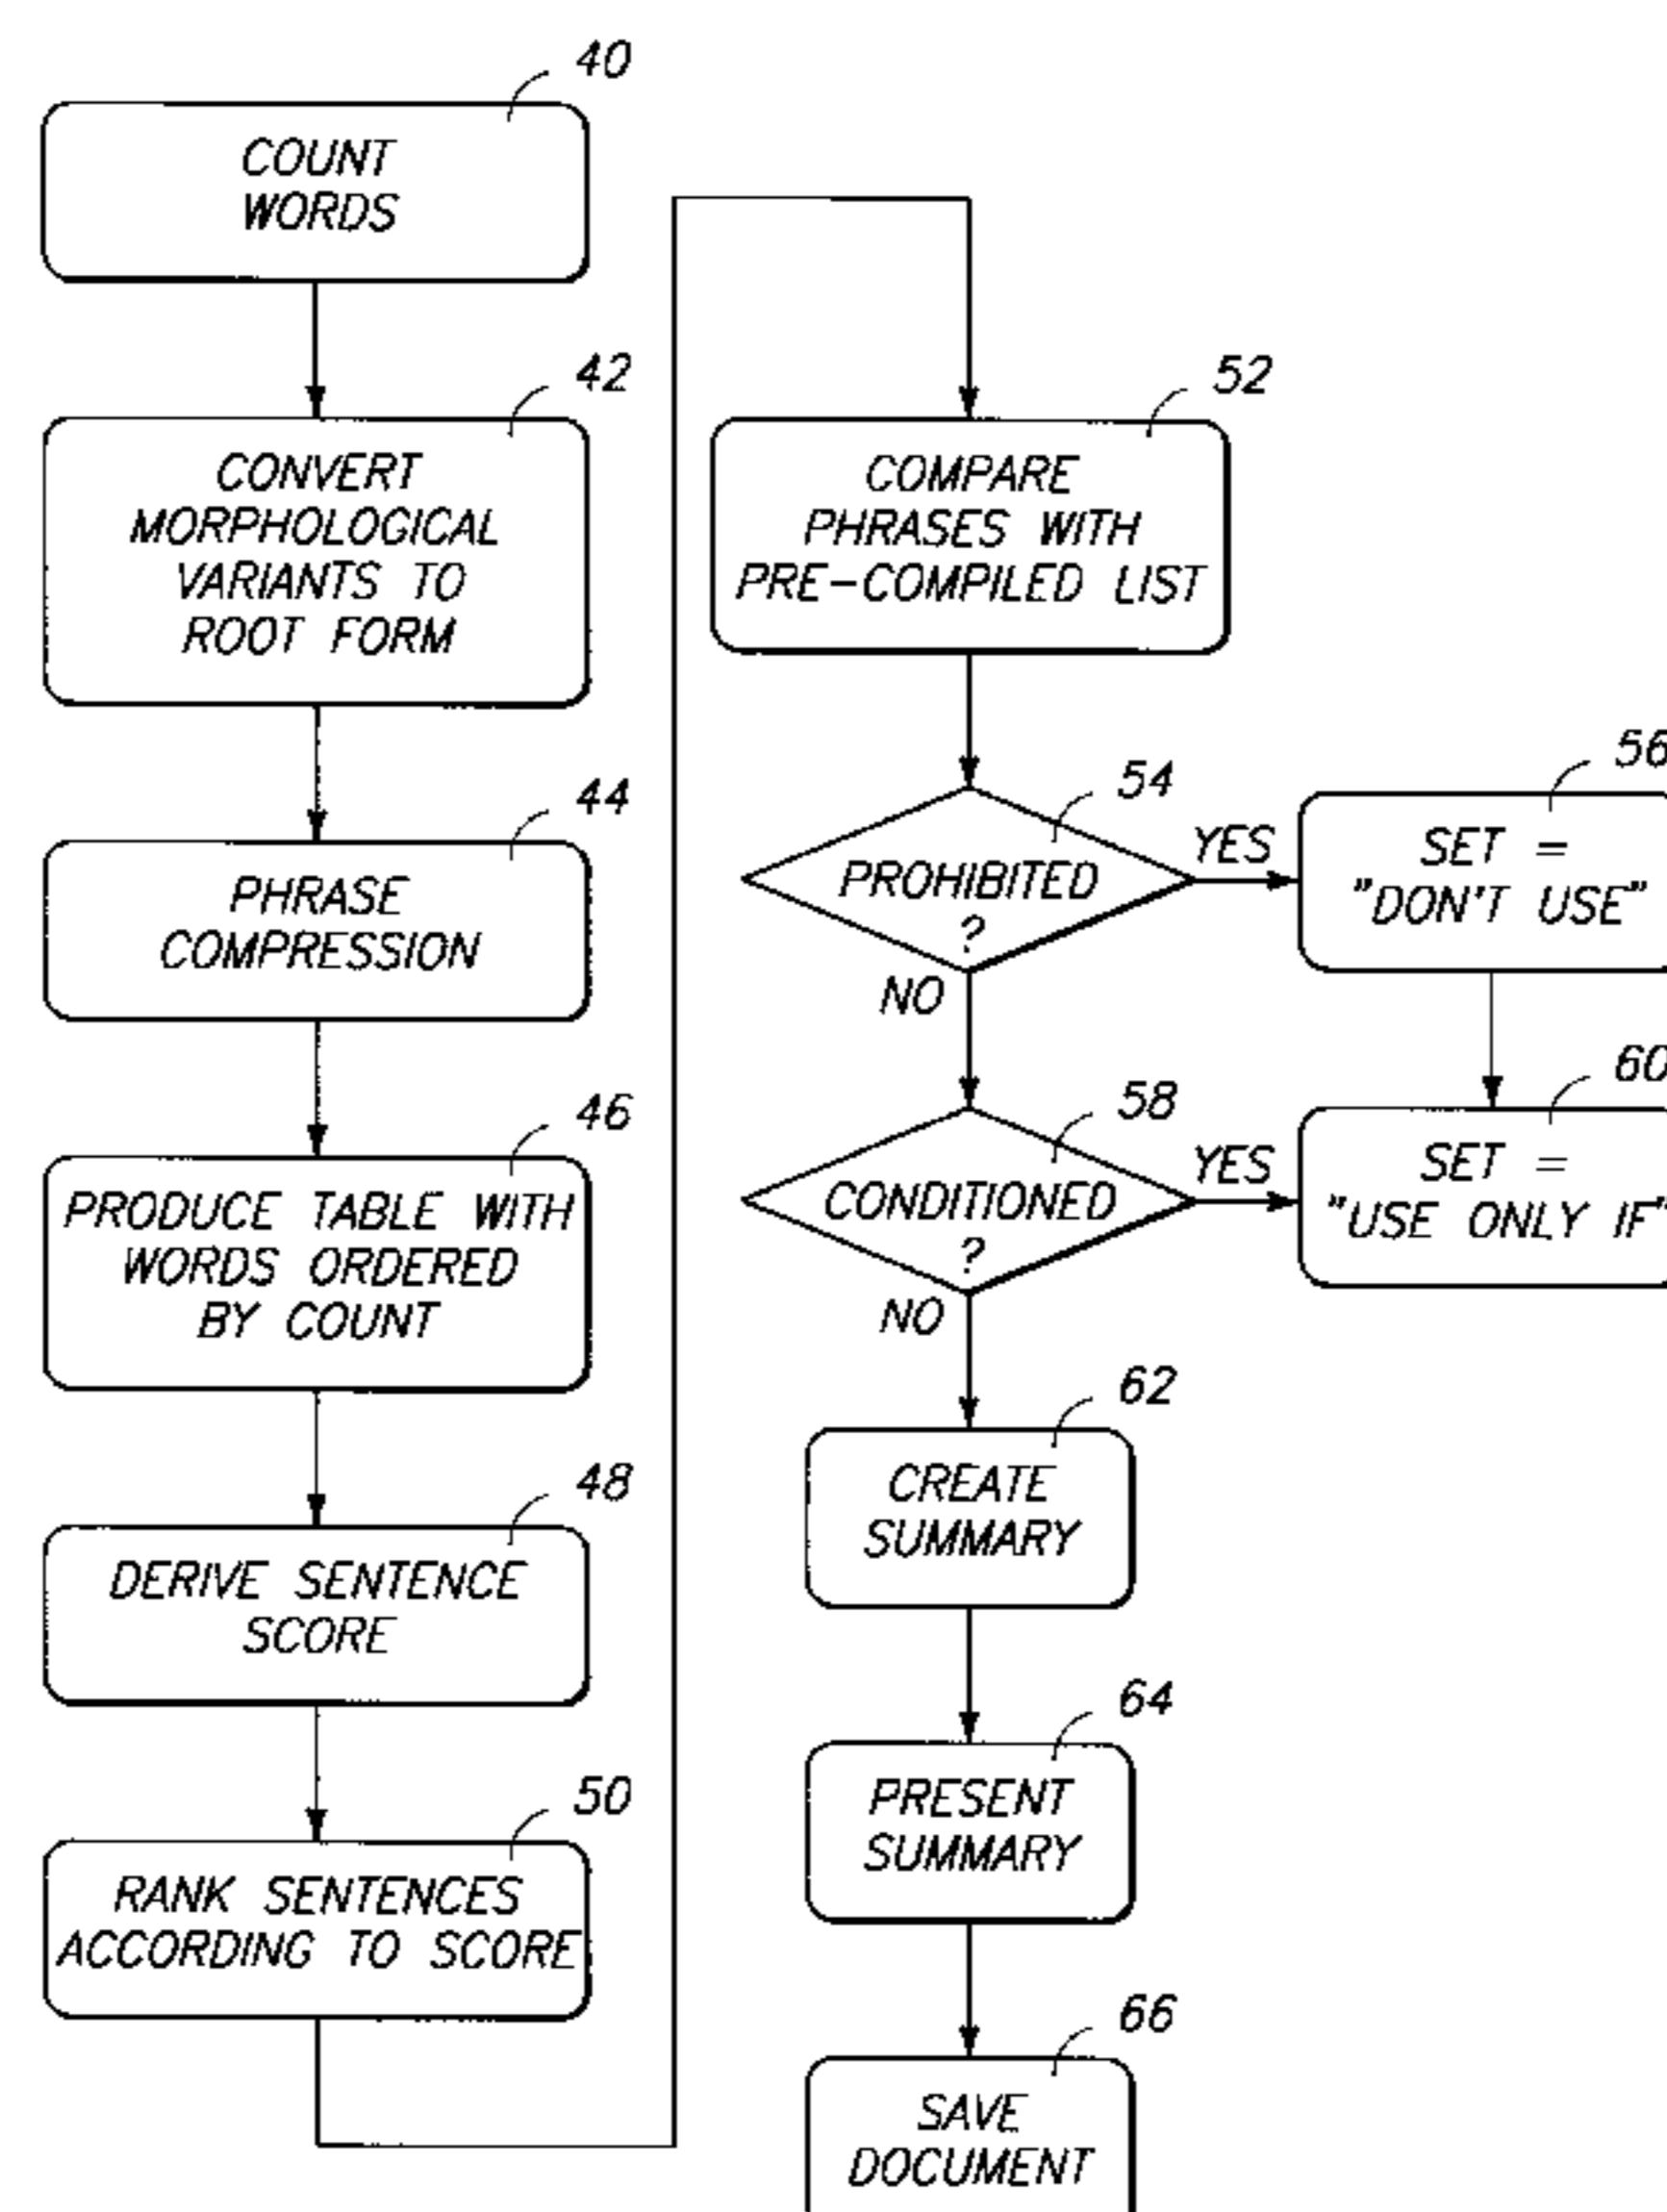 40
COUNT
WORDS
42
CONVERT
MORPHOLOGICAL
VARIANTS TO
ROOT FORM
44
PHRASE
COMPRESSION
46
PRODUCE TABLE WITH
WORDS ORDERED
BY COUNT
48
DERIVE SENTENCE
SCORE
50
RANK SENTENCES
ACCORDING TO SCORE
52
COMPARE
PHRASES WITH
PRE-COMPILED LIST
54
PROHIBITED
?
YES
NO
56
SET =
"DON'T USE"
58
CONDITIONED
?
YES
NO
60
SET =
"USE ONLY IF"
62
CREATE
SUMMARY
64
PRESENT
SUMMARY
66
SAVE
DOCUMENT